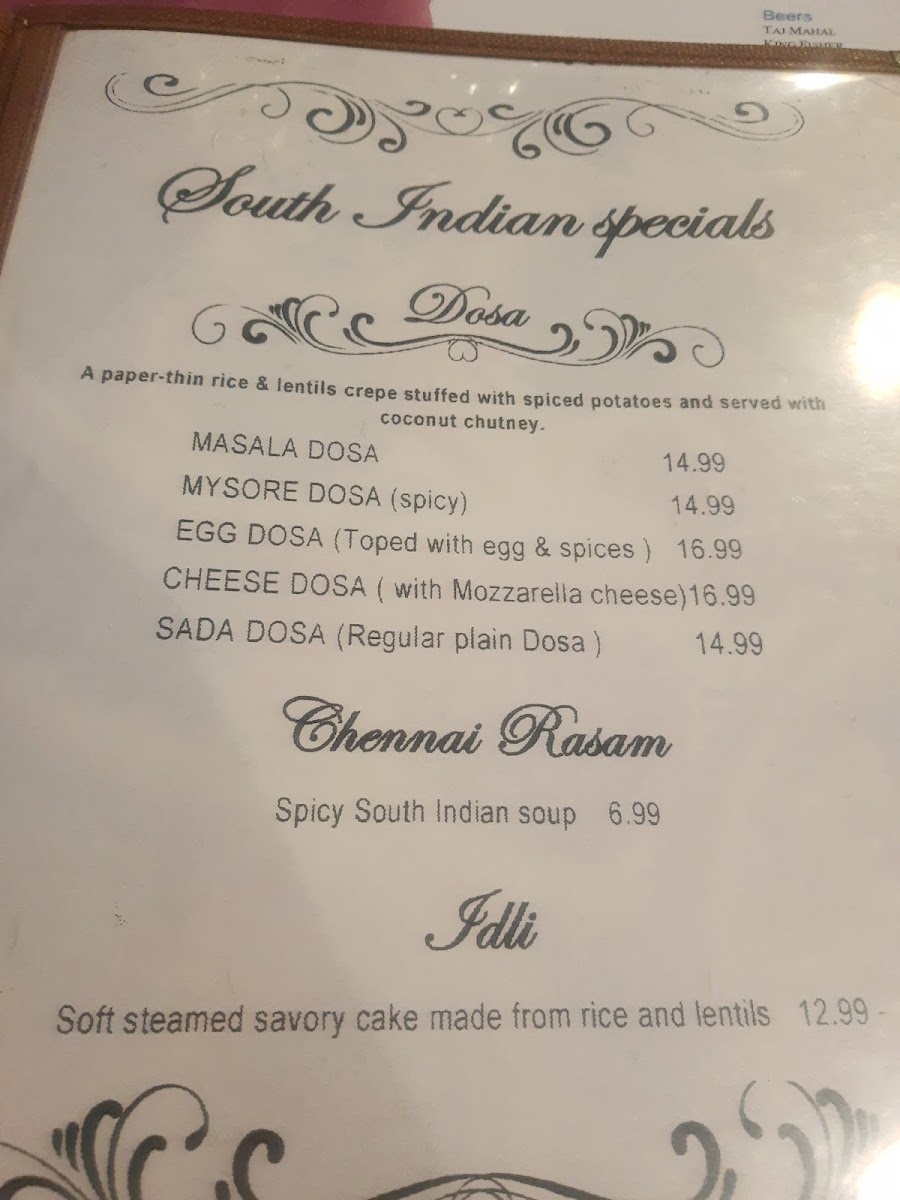 Beers
TAJ MAHAL
KING FISHER
South Indian specials
Dosa
A paper-thin rice & lentils crepe stuffed with spiced potatoes and served with
coconut chutney.
MASALA DOSA 14.99
MYSORE DOSA (spicy) 14.99
EGG DOSA (Toped with egg & spices ) 16.99
CHEESE DOSA ( with Mozzarella cheese)16.99
SADA DOSA (Regular plain Dosa ) 14.99
Chennai Rasam
Spicy South Indian soup 6.99
Idli
Soft steamed savory cake made from rice and lentils 12.99 -